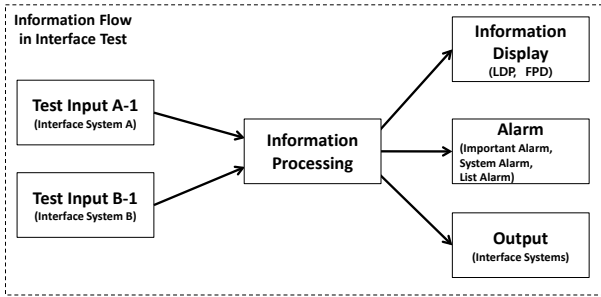 Information Flow
in Interface Test
Test Input A-1
(Interface System A)
Test Input B-1
(Interface System B)
Information
Processing
Information
Display
(LDP, FPD)
Alarm
(Important Alarm,
System Alarm,
List Alarm)
Output
(Interface Systems)